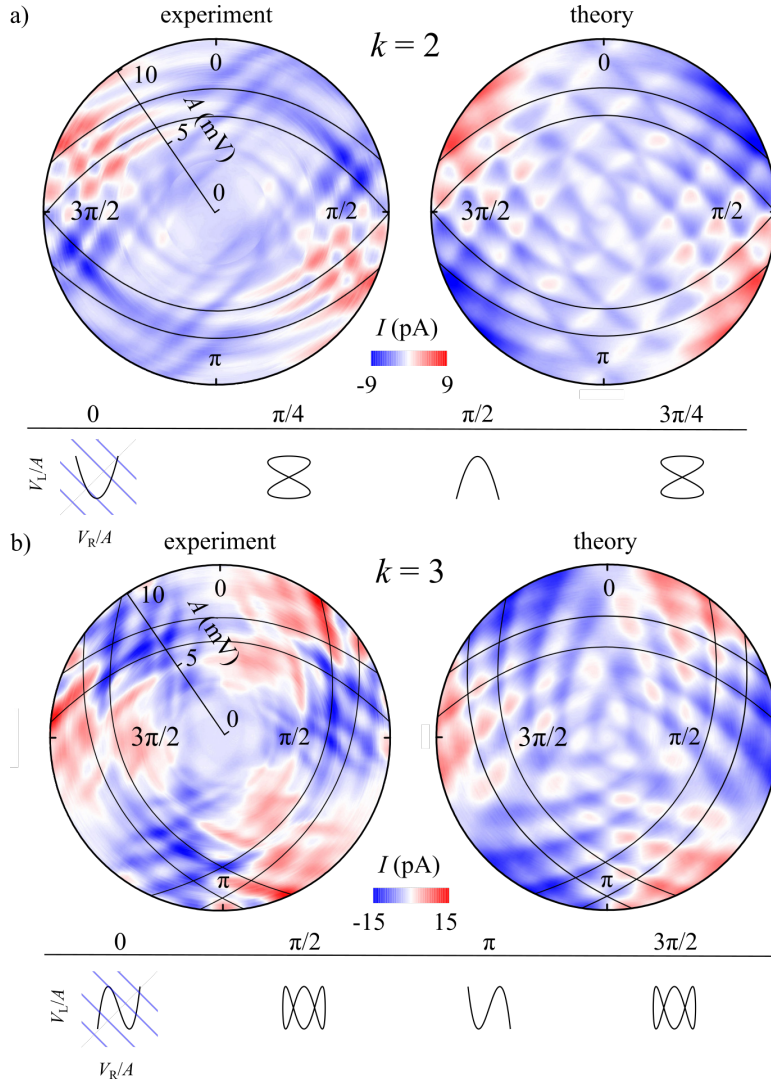 a)
experiment
theory
k = 2
0
10
A (mV)
5
0
3π/2
π/2
π
0
3π/2
π/2
π
I (pA)
-9
9
0
π/4
π/2
3π/4
V_L/A
V_R/A
b)
experiment
theory
k = 3
0
10
A (mV)
5
0
3π/2
π/2
π
0
3π/2
π/2
π
I (pA)
-15
15
0
π/2
π
3π/2
V_L/A
V_R/A